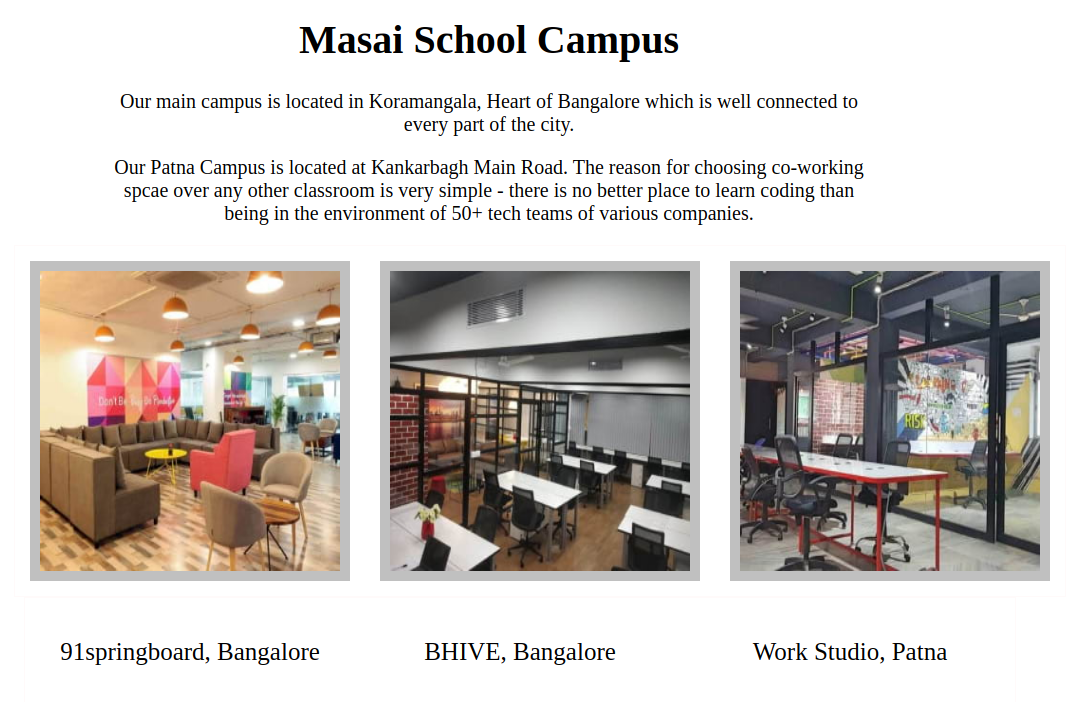 Masai School Campus
Our main campus is located in Koramangala, Heart of Bangalore which is well connected to
every part of the city.
Our Patna Campus is located at Kankarbagh Main Road. The reason for choosing co-working
spcae over any other classroom is very simple - there is no better place to learn coding than
being in the environment of 50+ tech teams of various companies.
Don't Be
RISK
91springboard, Bangalore
BHIVE, Bangalore
Work Studio, Patna